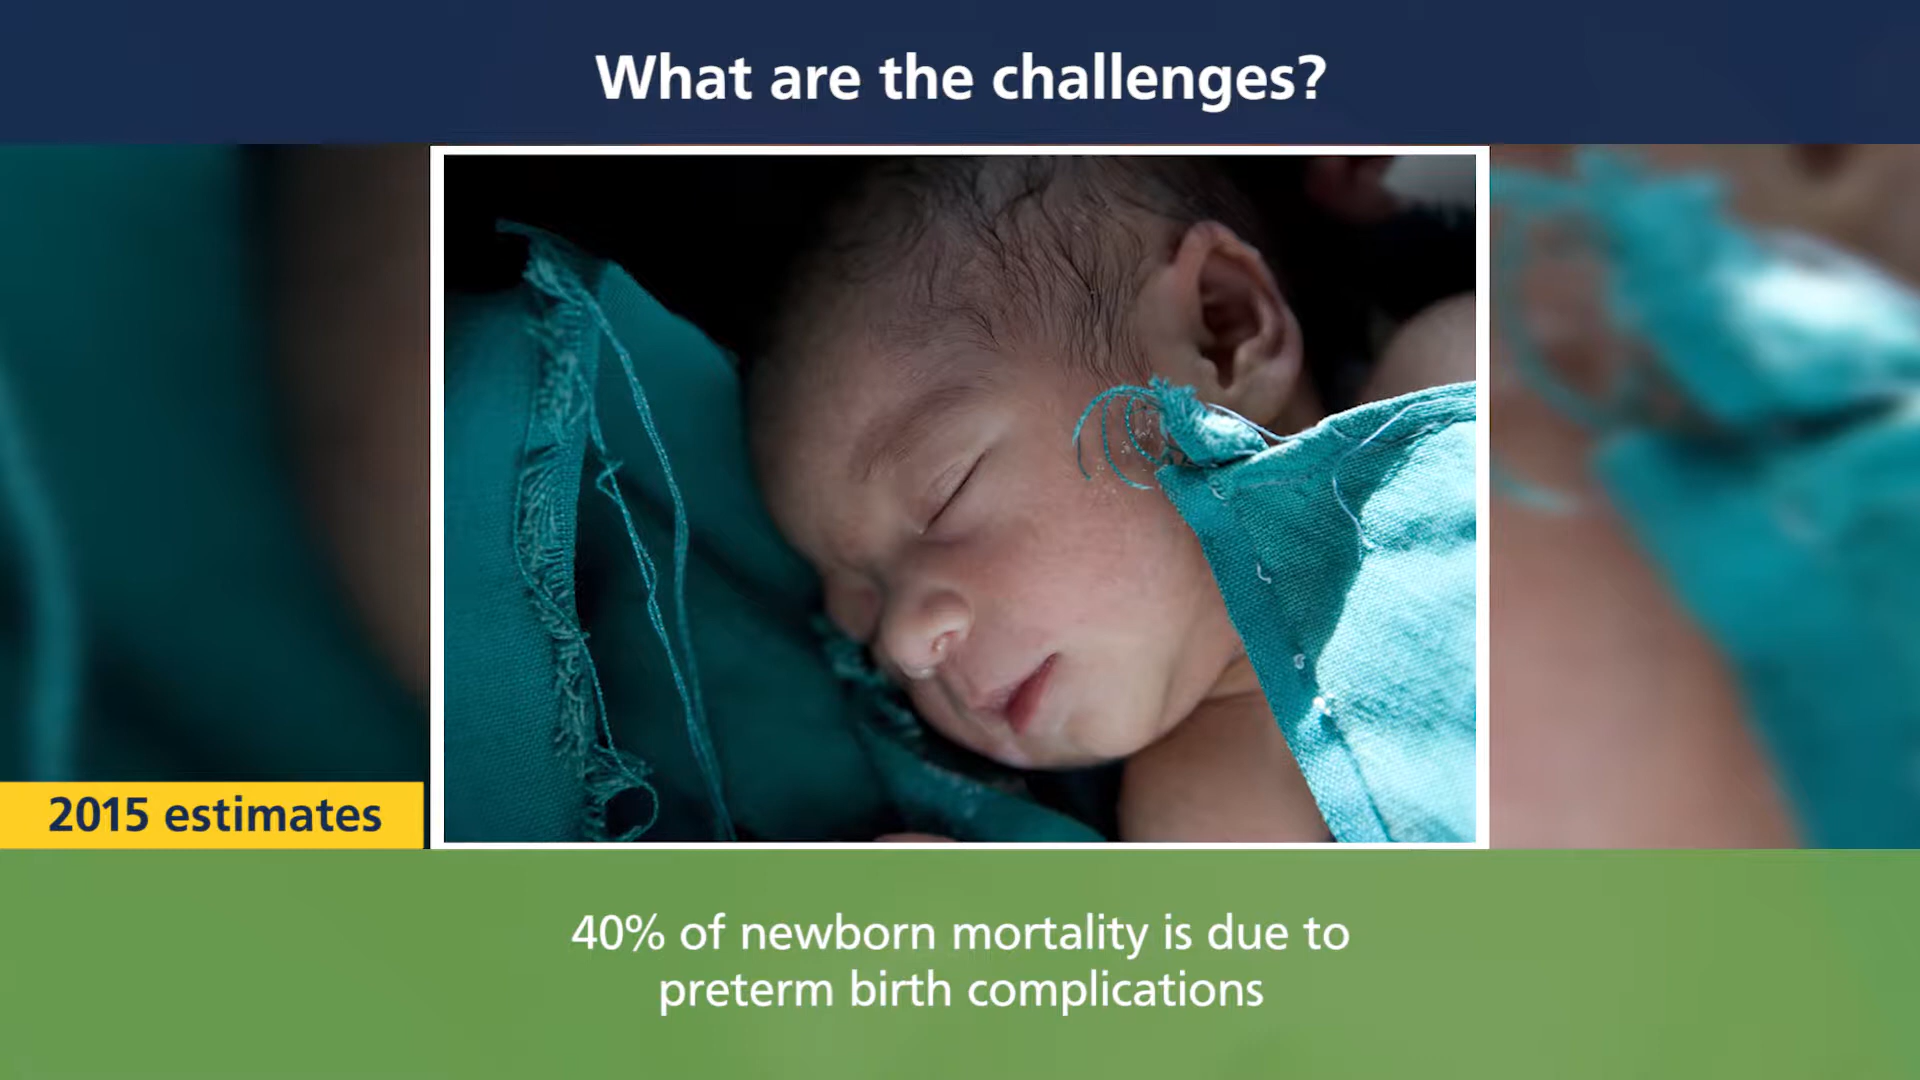 What are the challenges?
2015 estimates
40% of newborn mortality is due to
preterm birth complications